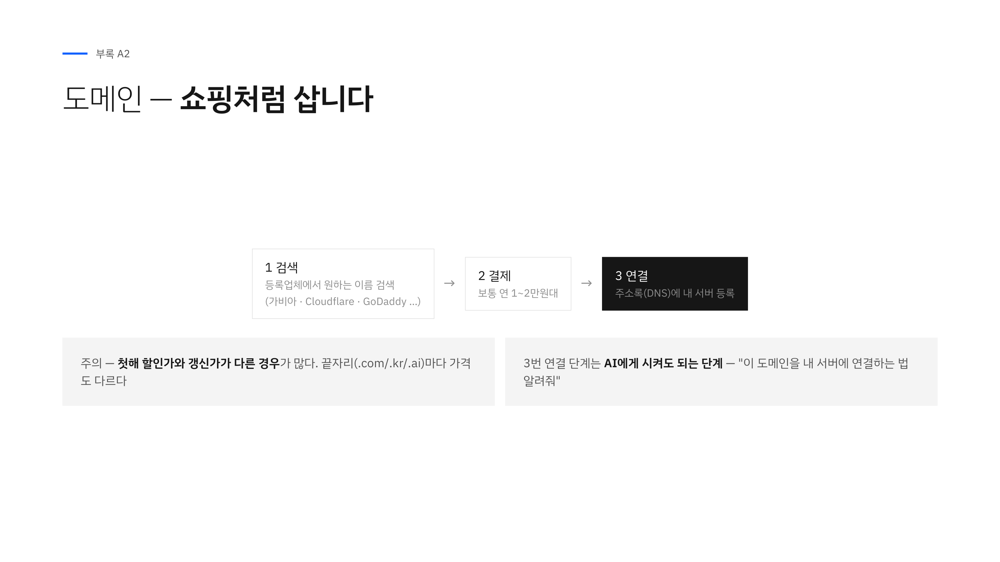 부록 A2
도메인 — 쇼핑처럼 삽니다
1 검색
등록업체에서 원하는 이름 검색
(가비아 · Cloudflare · GoDaddy ...)
→
2 결제
보통 연 1~2만원대
→
3 연결
주소록(DNS)에 내 서버 등록
주의 — 첫해 할인가와 갱신가가 다른 경우가 많다. 끝자리(.com/.kr/.ai)마다 가격
도 다르다
3번 연결 단계는 AI에게 시켜도 되는 단계 — "이 도메인을 내 서버에 연결하는 법
알려줘"